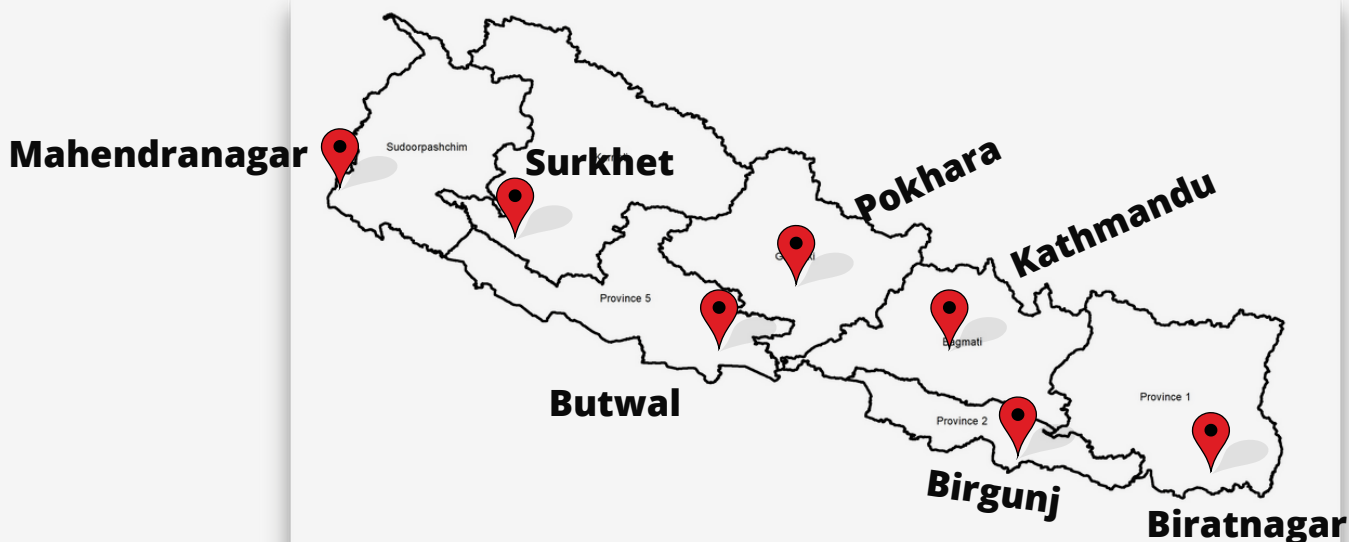 Mahendranagar
Sudoorpashchim
Surkhet
Pokhara
Kathmandu
Province 5
Bagmati
Butwal
Province 1
Province 2
Birgunj
Biratnagar